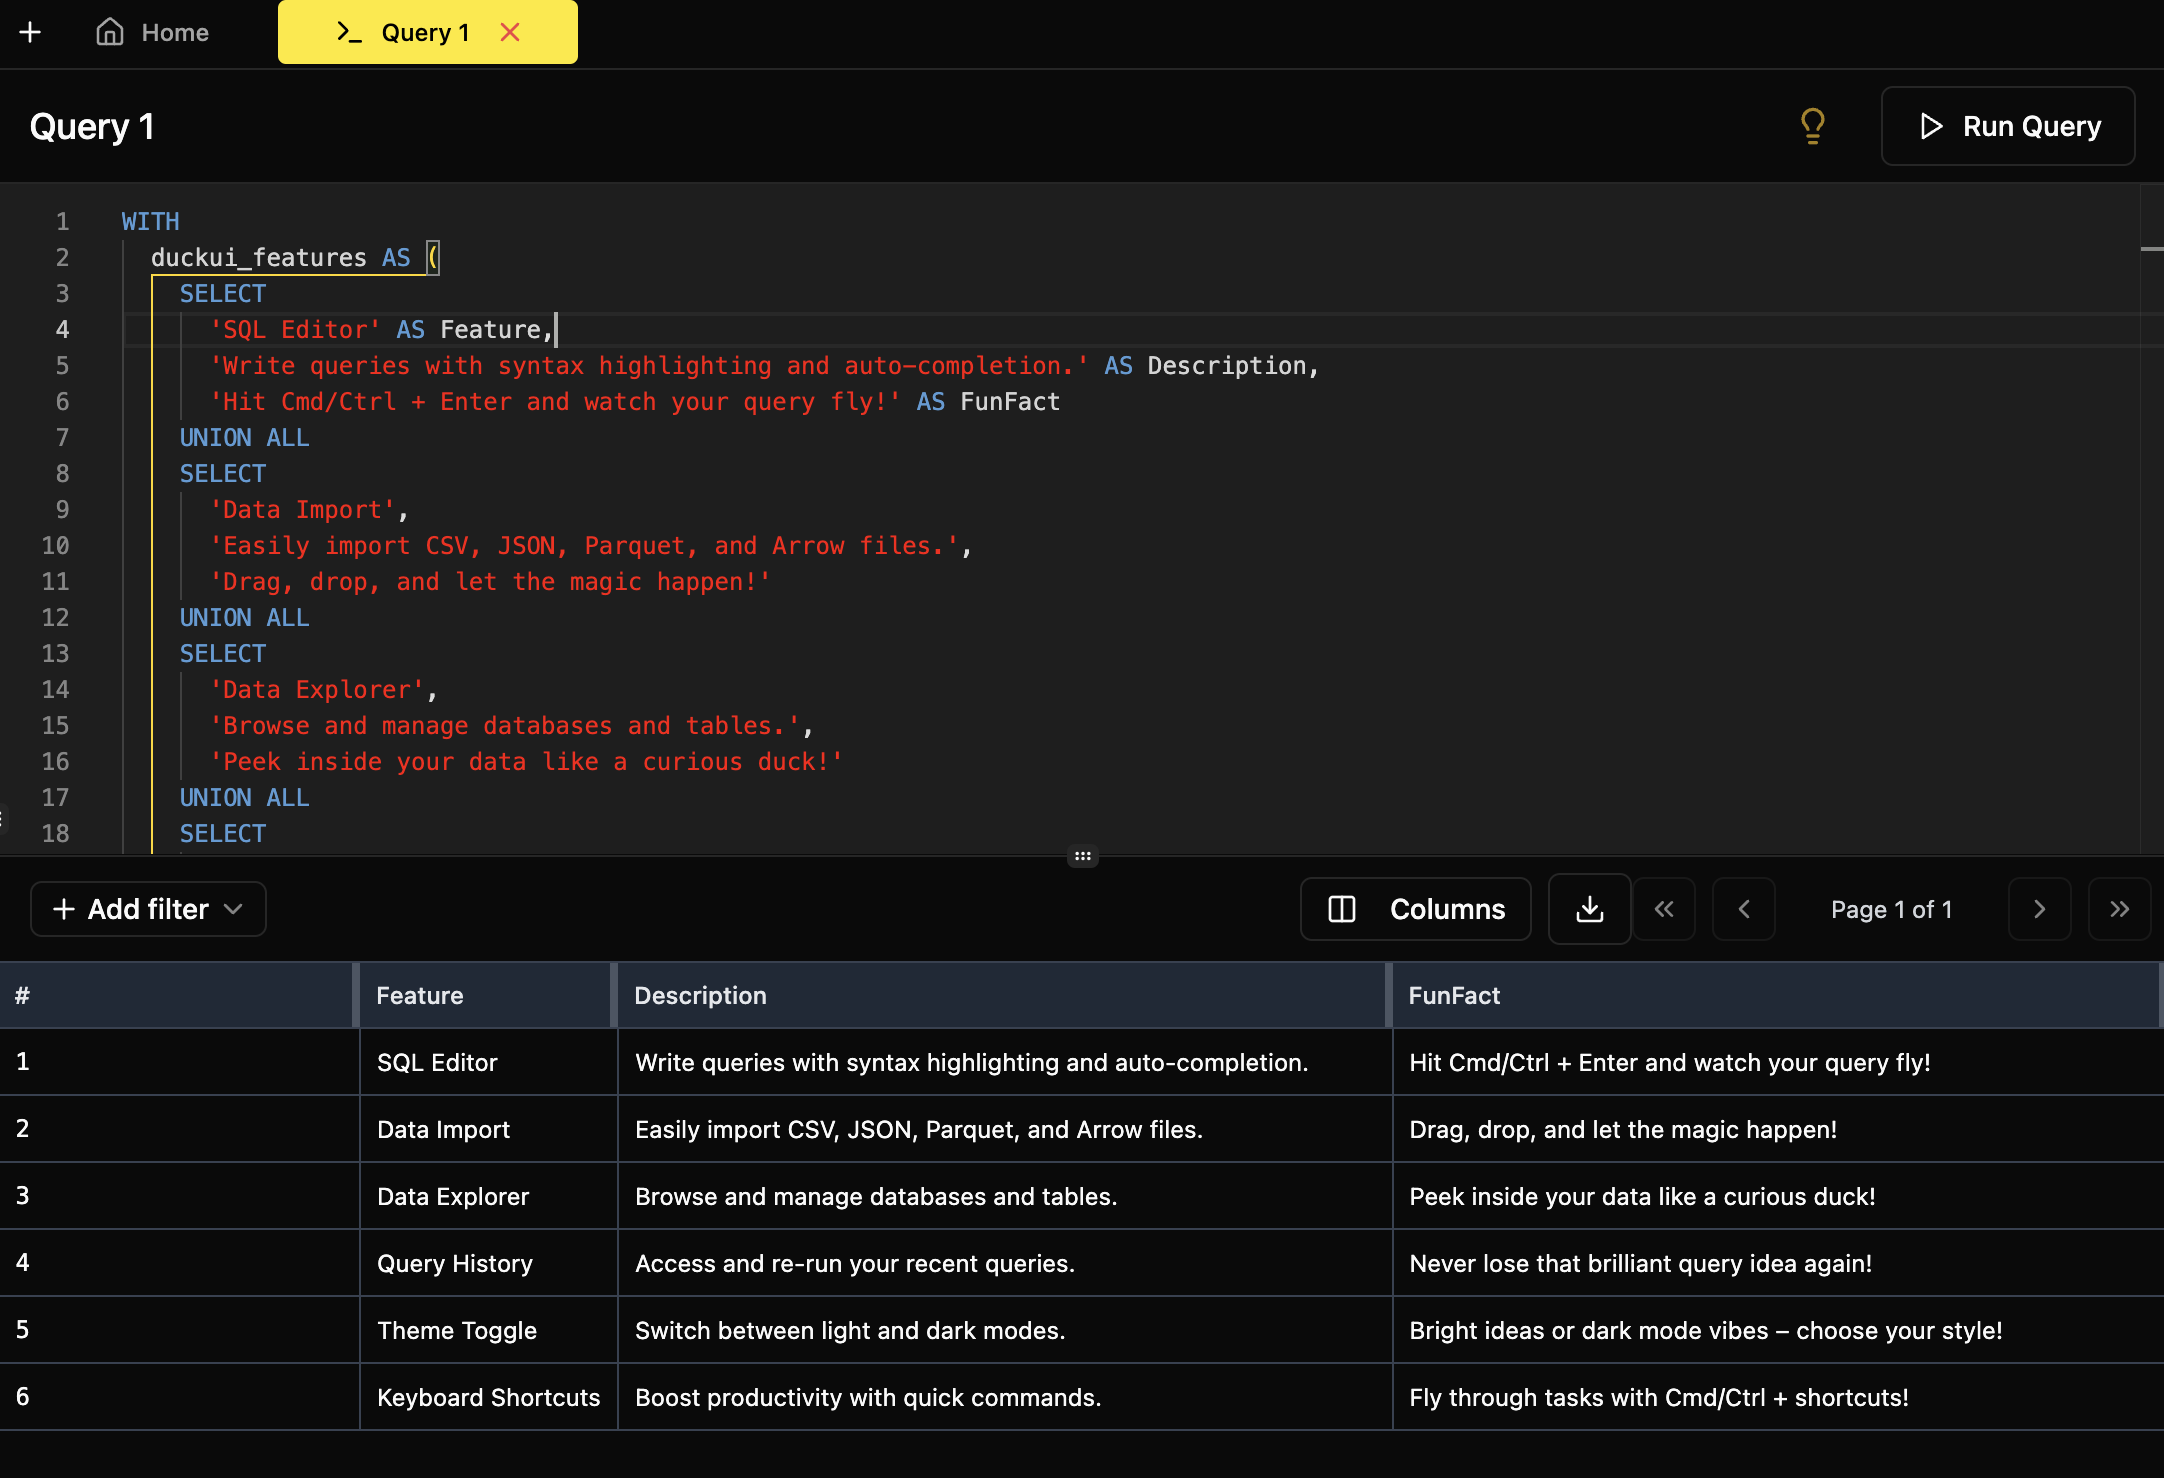 Home
Query 1
Query 1
Run Query
1 WITH
2 duckui_features AS (
3 SELECT
4 'SQL Editor' AS Feature,
5 'Write queries with syntax highlighting and auto-completion.' AS Description,
6 'Hit Cmd/Ctrl + Enter and watch your query fly!' AS FunFact
7 UNION ALL
8 SELECT
9 'Data Import',
10 'Easily import CSV, JSON, Parquet, and Arrow files.',
11 'Drag, drop, and let the magic happen!'
12 UNION ALL
13 SELECT
14 'Data Explorer',
15 'Browse and manage databases and tables.',
16 'Peek inside your data like a curious duck!'
17 UNION ALL
18 SELECT
Add filter
Columns
Page 1 of 1
# Feature Description FunFact
1 SQL Editor Write queries with syntax highlighting and auto-completion. Hit Cmd/Ctrl + Enter and watch your query fly!
2 Data Import Easily import CSV, JSON, Parquet, and Arrow files. Drag, drop, and let the magic happen!
3 Data Explorer Browse and manage databases and tables. Peek inside your data like a curious duck!
4 Query History Access and re-run your recent queries. Never lose that brilliant query idea again!
5 Theme Toggle Switch between light and dark modes. Bright ideas or dark mode vibes – choose your style!
6 Keyboard Shortcuts Boost productivity with quick commands. Fly through tasks with Cmd/Ctrl + shortcuts!